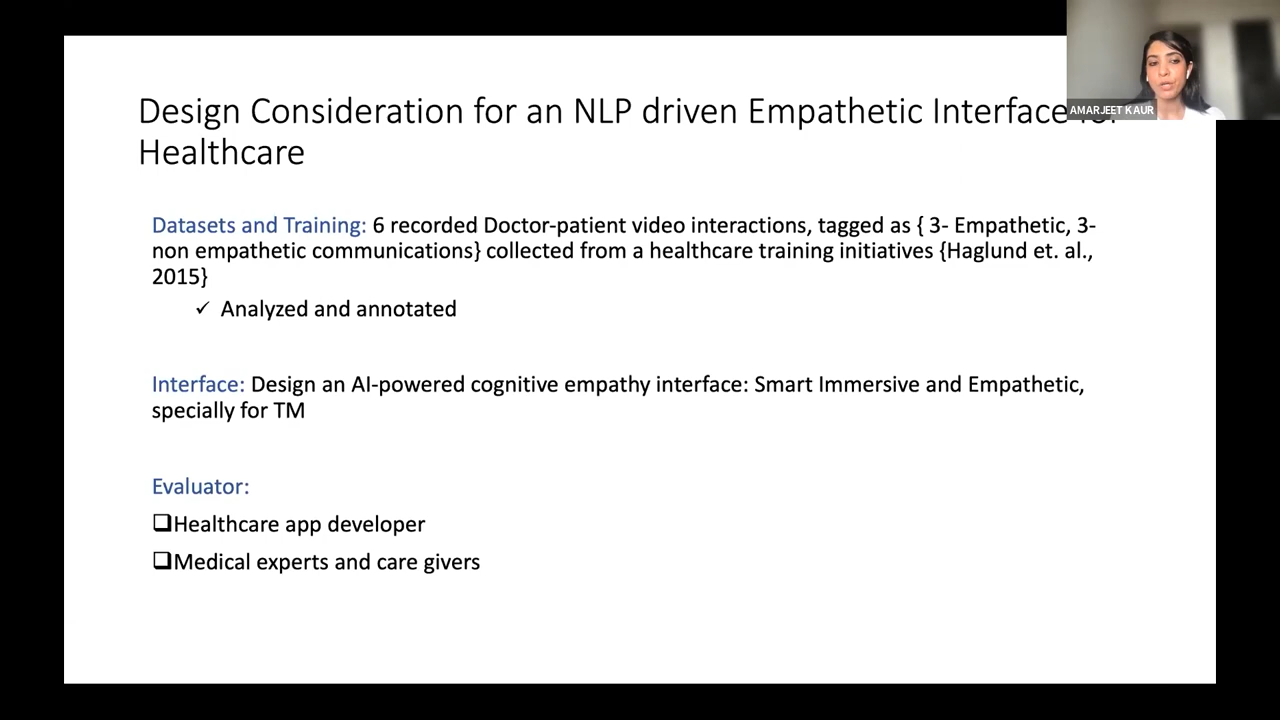 Design Consideration for an NLP driven Empathetic Interface for
Healthcare
AMARJEET KAUR
Datasets and Training: 6 recorded Doctor-patient video interactions, tagged as { 3- Empathetic, 3-
non empathetic communications} collected from a healthcare training initiatives {Haglund et. al.,
2015}
✓ Analyzed and annotated
Interface: Design an AI-powered cognitive empathy interface: Smart Immersive and Empathetic,
specially for TM
Evaluator:
❑Healthcare app developer
❑Medical experts and care givers